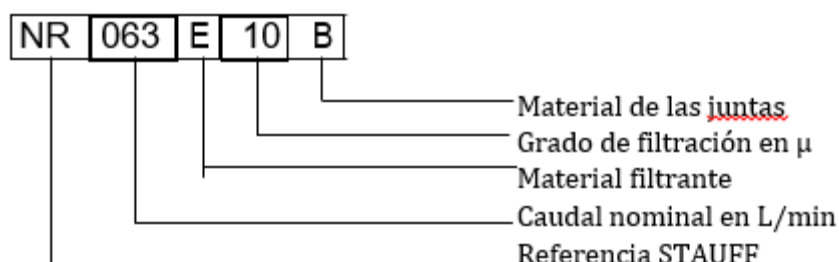 NR 063 E 10 B
Material de las juntas
Grado de filtración en μ
Material filtrante
Caudal nominal en L/min
Referencia STAUFF